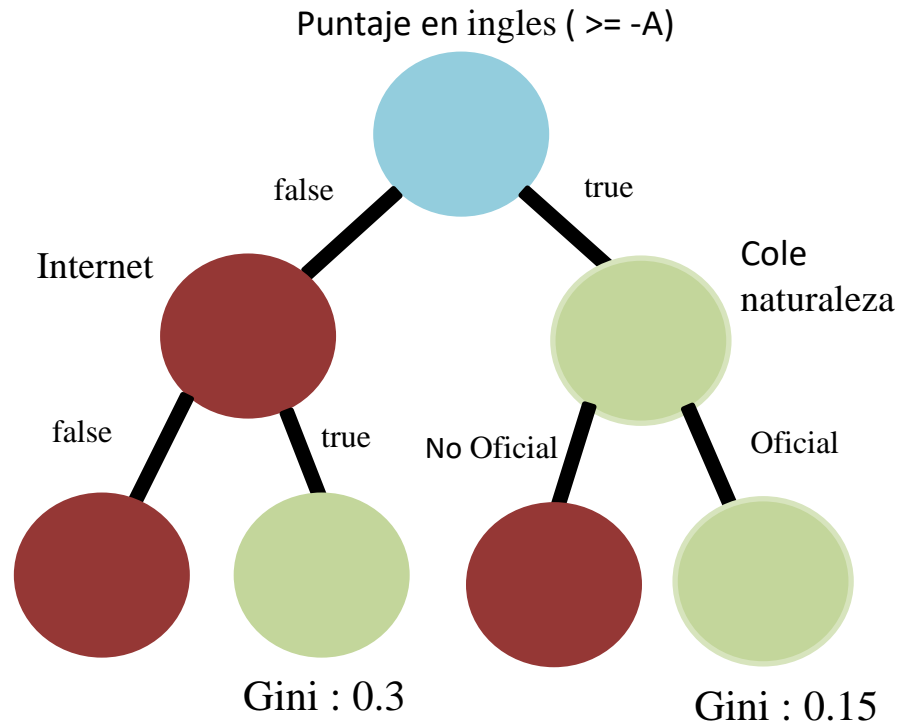 Puntaje en ingles ( >= -A)
false
true
Internet
Cole
naturaleza
false
true
No Oficial
Oficial
Gini : 0.3
Gini : 0.15